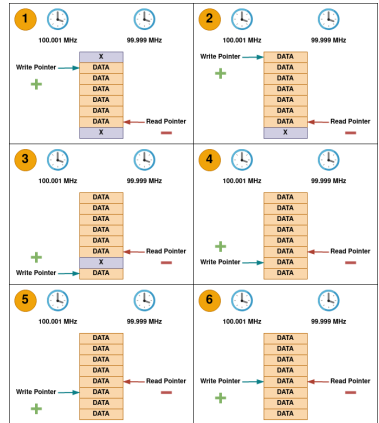 1
100.001 MHz 99.999 MHz
X
Write Pointer DATA
DATA
DATA
DATA
DATA
DATA Read Pointer
X
2
100.001 MHz 99.999 MHz
Write Pointer DATA
DATA
DATA
DATA
DATA
DATA
DATA Read Pointer
X
3
100.001 MHz 99.999 MHz
DATA
DATA
DATA
DATA
DATA
DATA Read Pointer
X
Write Pointer DATA
4
100.001 MHz 99.999 MHz
DATA
DATA
DATA
DATA
DATA
DATA Read Pointer
Write Pointer DATA
DATA
5
100.001 MHz 99.999 MHz
DATA
DATA
DATA
DATA
DATA Read Pointer
Write Pointer DATA
DATA
DATA
6
100.001 MHz 99.999 MHz
DATA
DATA
DATA
DATA
Write Pointer DATA Read Pointer
DATA
DATA
DATA